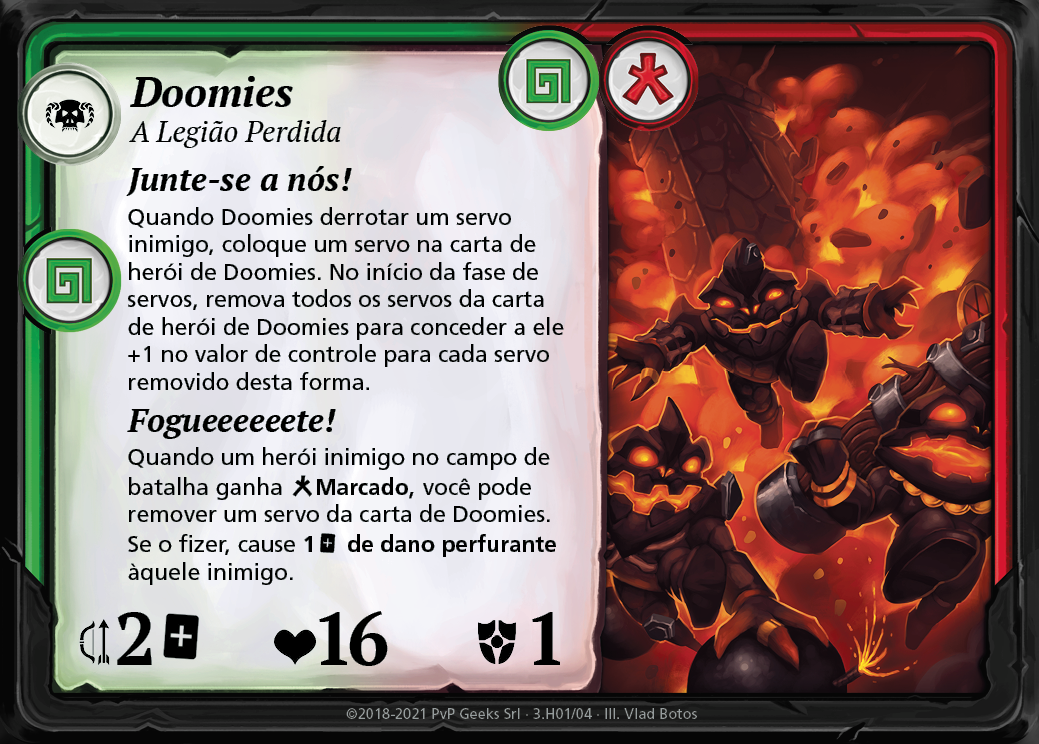 Doomies
A Legião Perdida
Junte-se a nós!
Quando Doomies derrotar um servo
inimigo, coloque um servo na carta de
herói de Doomies. No início da fase de
servos, remova todos os servos da carta
de herói de Doomies para conceder a ele
+1 no valor de controle para cada servo
removido desta forma.
Fogueeeeeete!
Quando um herói inimigo no campo de
batalha ganha Marcado, você pode
remover um servo da carta de Doomies.
Se o fizer, cause 1 de dano perfurante
àquele inimigo.
2 16 1
©2018-2021 PvP Geeks Srl · 3.H01/04 · III. Vlad Botos